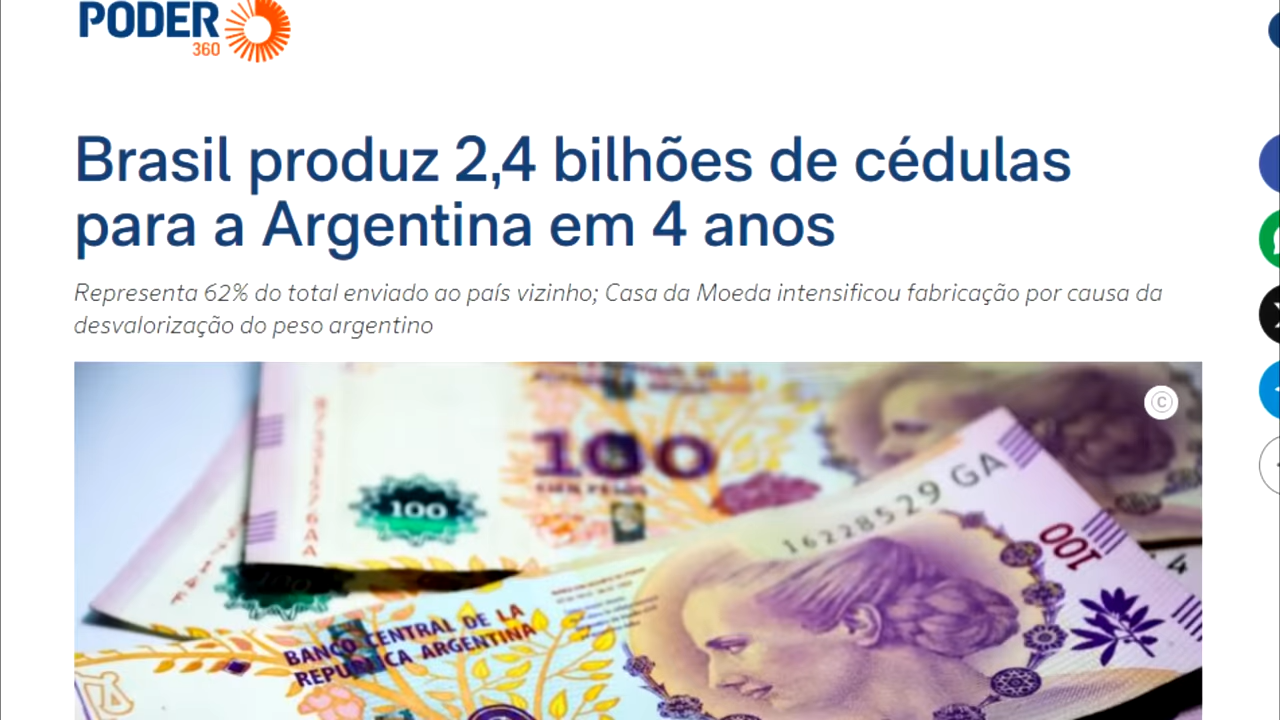 PODER
360
Brasil produz 2,4 bilhões de cédulas
para a Argentina em 4 anos
Representa 62% do total enviado ao país vizinho; Casa da Moeda intensificou fabricação por causa da
desvalorização do peso argentino
©
100
100
16228529 GA
100
BANCO CENTRAL DE LA
REPÚBLICA ARGENTINA